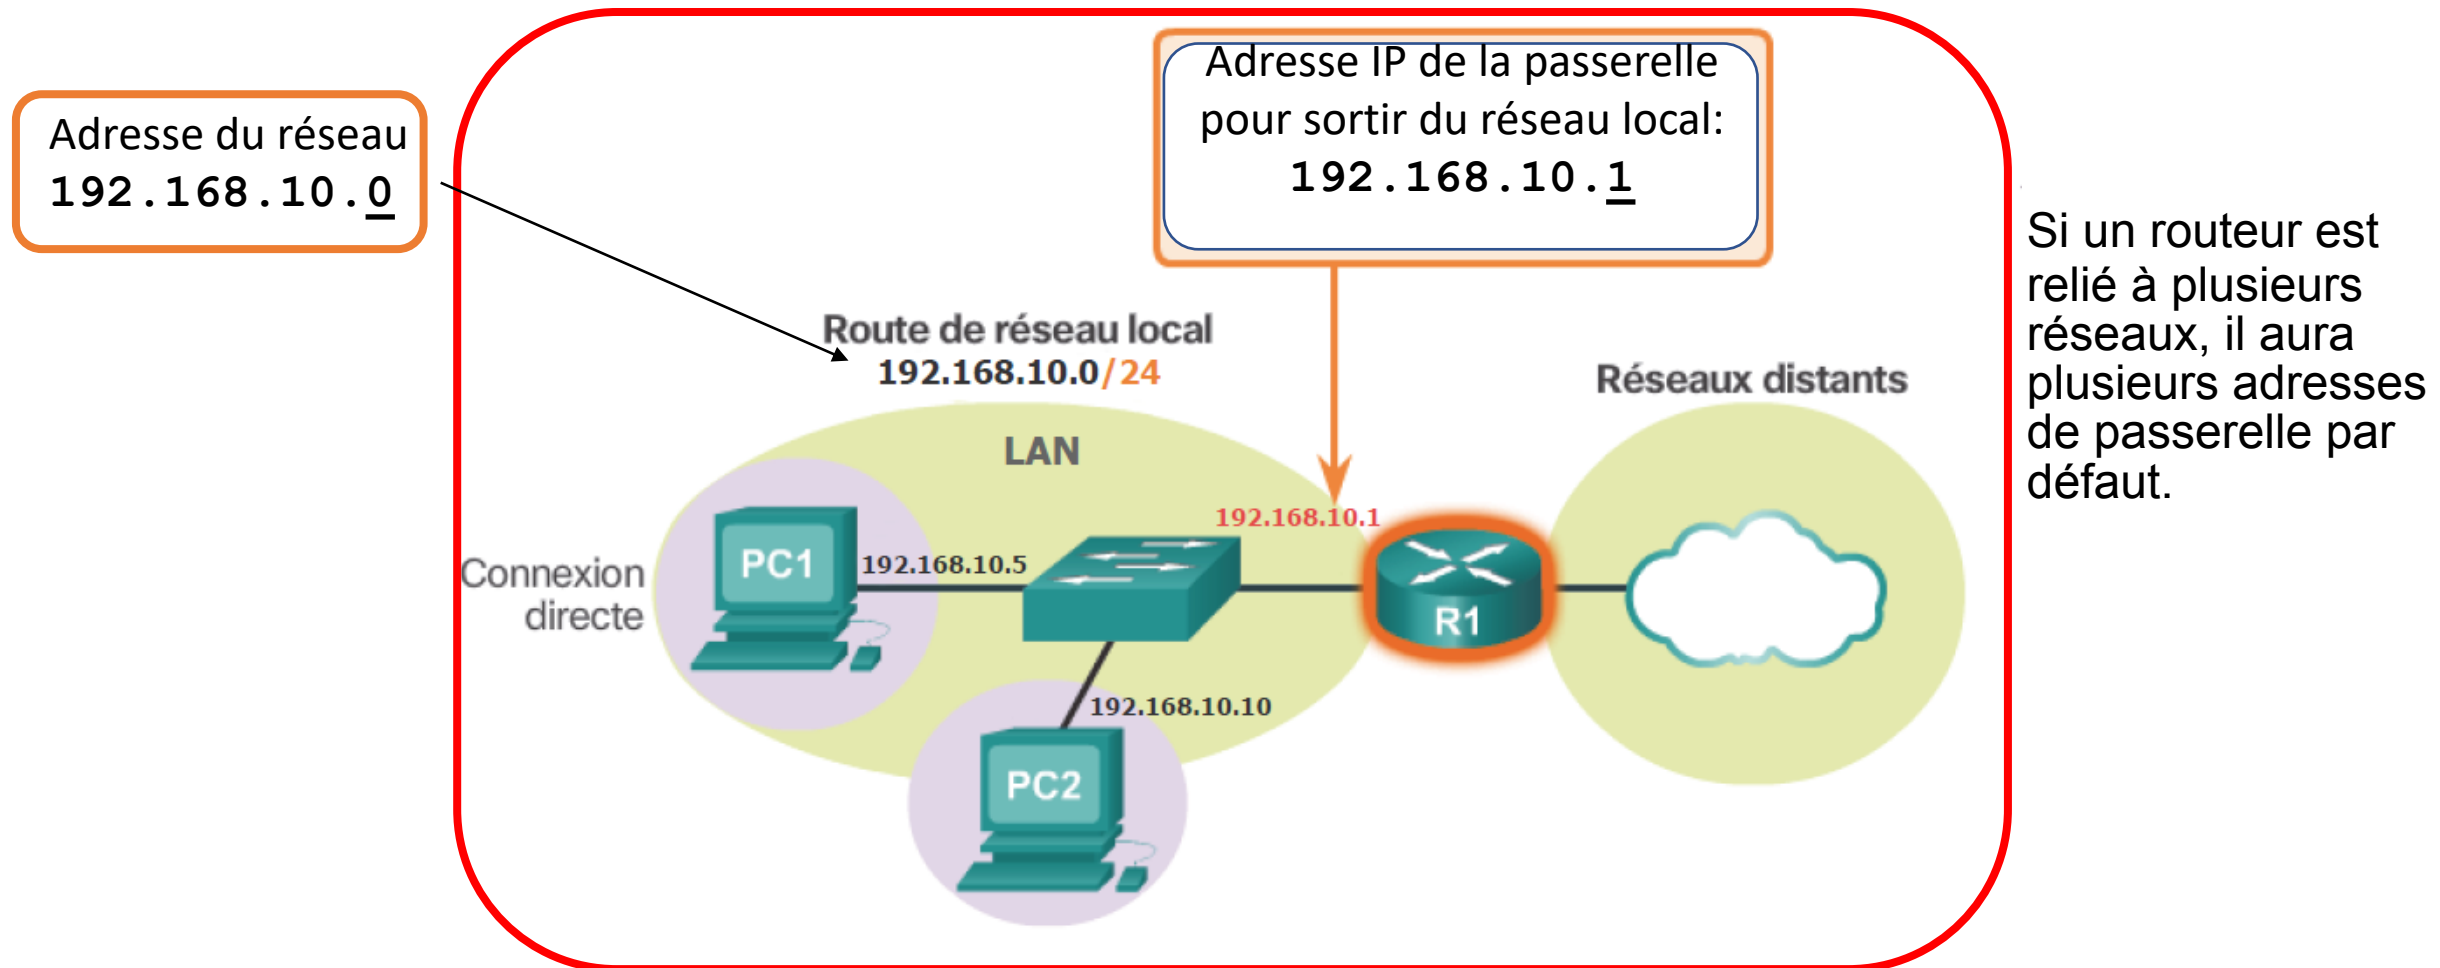 Adresse du réseau
192.168.10.0
Adresse IP de la passerelle
pour sortir du réseau local:
192.168.10.1
Si un routeur est
relié à plusieurs
réseaux, il aura
plusieurs adresses
de passerelle par
défaut.
Route de réseau local
192.168.10.0/24
Réseaux distants
LAN
192.168.10.1
PC1
192.168.10.5
Connexion
directe
R1
192.168.10.10
PC2